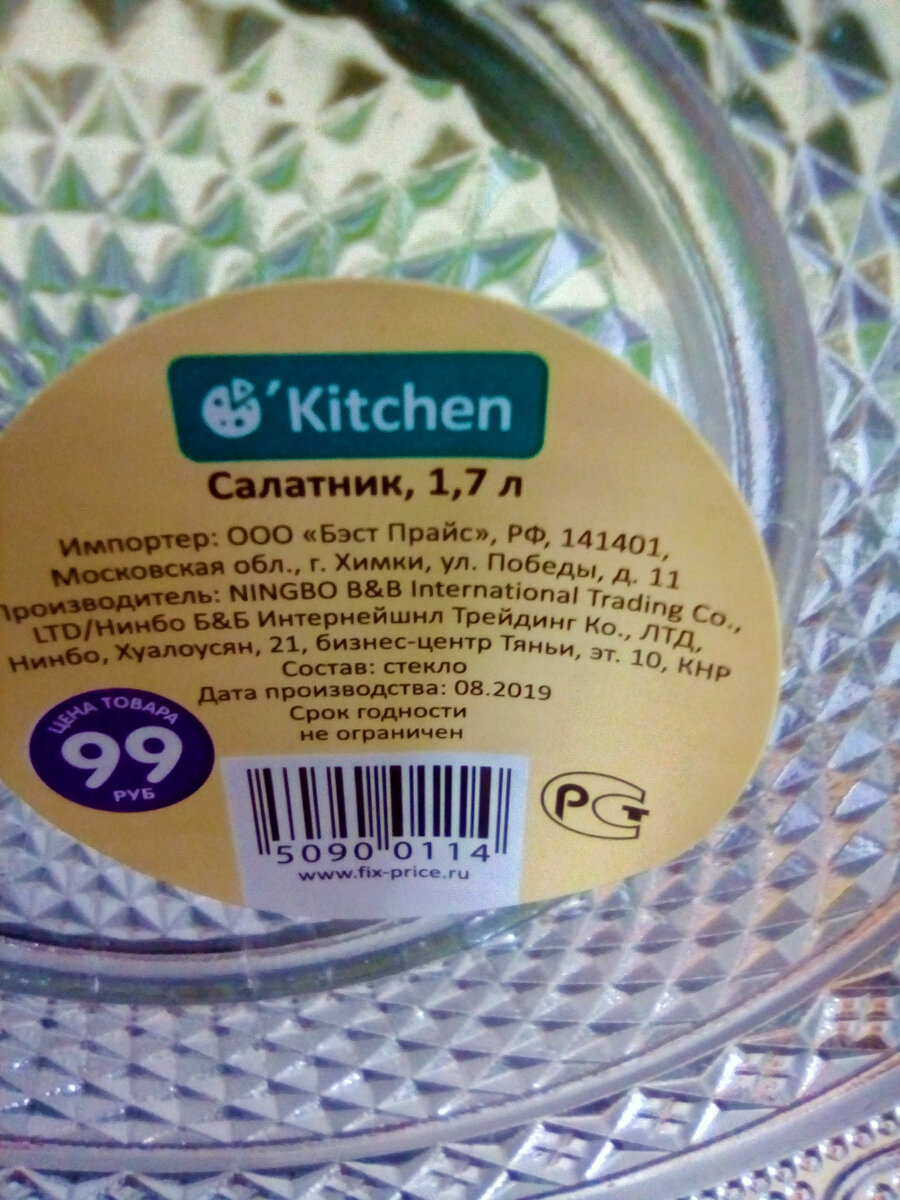 'Kitchen
Салатник, 1,7 л
Импортер: ООО «Бэст Прайс», РФ, 141401,
Московская обл., г. Химки, ул. Победы, д. 11
Производитель: NINGBO B&B International Trading Co.,
LTD/Нинбо Б&Б Интернейшнл Трейдинг Ко., ЛТД,
Нинбо, Хуалоусян, 21, бизнес-центр Тяньи, эт. 10, КНР
Состав: стекло
Дата производства: 08.2019
Срок годности
не ограничен
ЦЕНА ТОВАРА
99
РУБ
РСТ
5090 0114
www.fix-price.ru